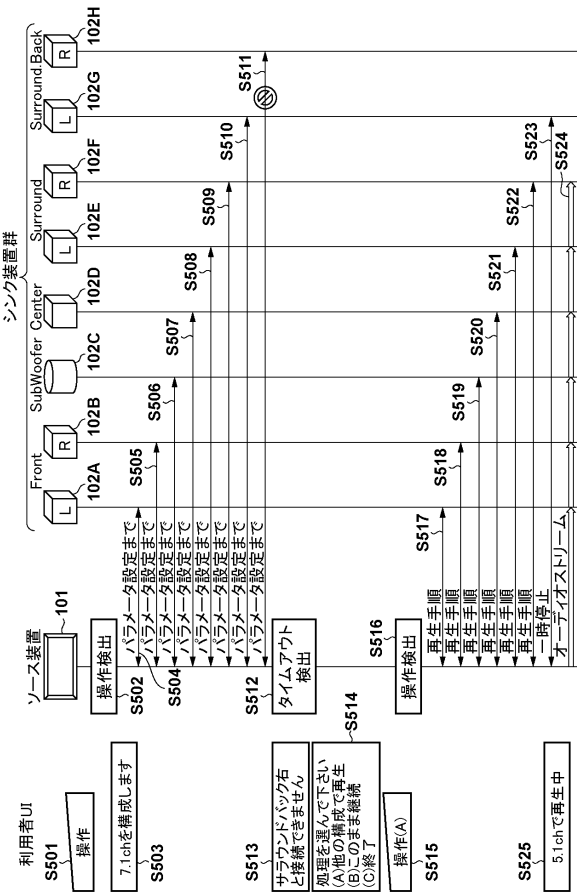 シンク装置群
Front
SubWoofer
Center
Surround
Surround.Back
利用者UI
ソース装置
101
L
102A
R
102B
102C
102D
L
102E
R
102F
L
102G
R
102H
S501
操作
操作検出
S502
7.1chを構成します
S503
S504
パラメータ設定まで
パラメータ設定まで
S505
パラメータ設定まで
S506
パラメータ設定まで
S507
パラメータ設定まで
S508
パラメータ設定まで
S509
パラメータ設定まで
S510
パラメータ設定まで
S511
S512
タイムアウト
検出
S513
サラウンドバック右
と接続できません
S514
処理を選んで下さい
(A)他の構成で再生
(B)このまま継続
(C)終了
操作(A)
S515
S516
操作検出
再生手順
S517
再生手順
S518
再生手順
S519
再生手順
S520
再生手順
S521
再生手順
S522
一時停止
S523
オーディオストリーム
S524
S525
5.1chで再生中